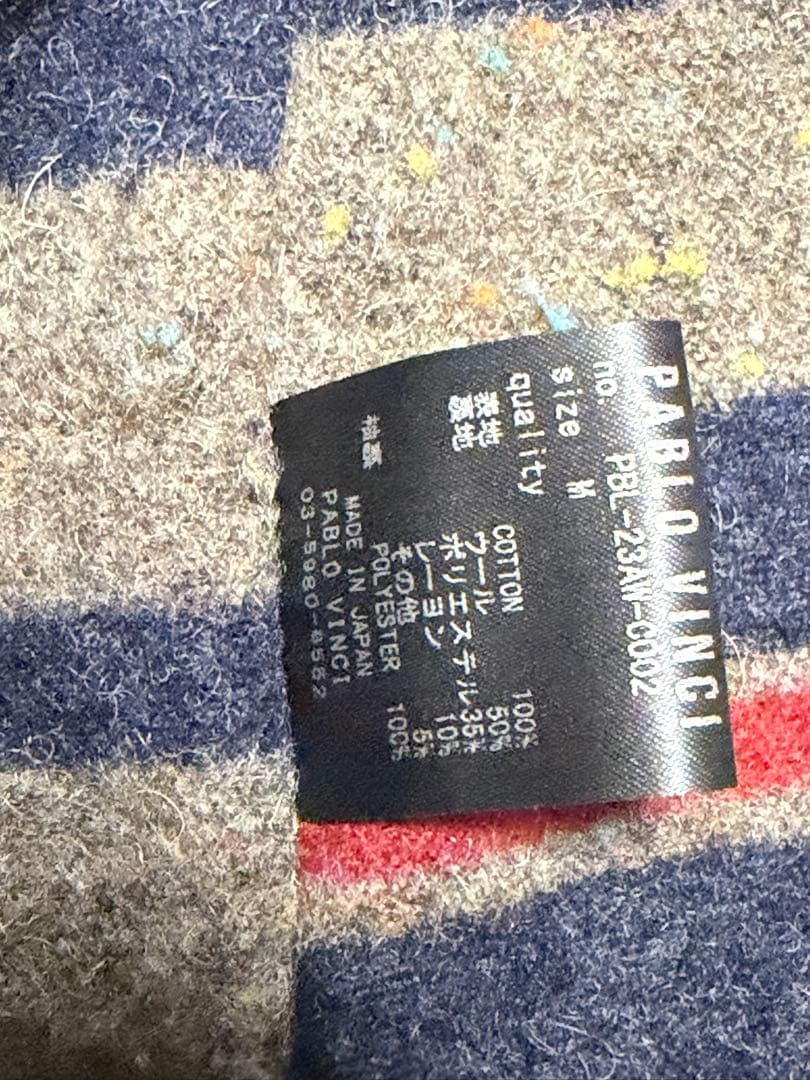 PABLO VINCI
no. PBL-23AW-C002
size M
quality
表地 COTTON 100%
裏地 ウール 50%
ポリエステル 35%
レーヨン 10%
その他 5%
袖裏 POLYESTER 100%
MADE IN JAPAN
PABLO VINCI
03-5980-8552